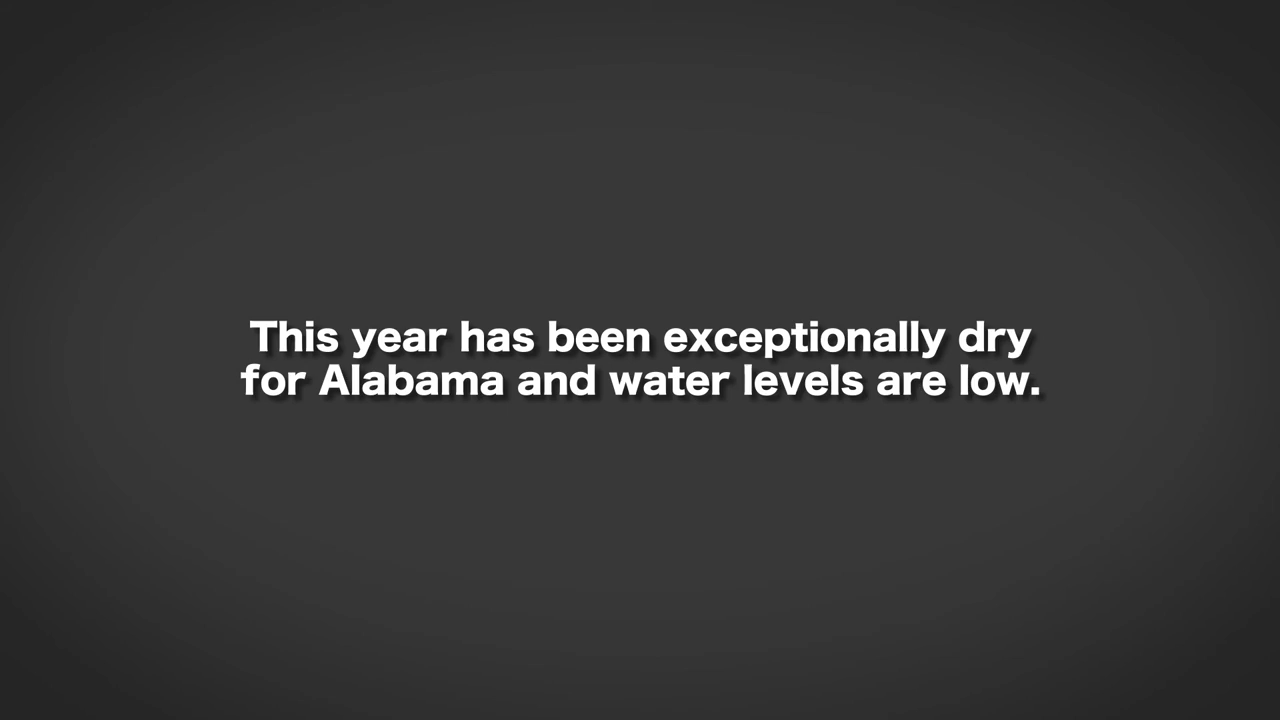 This year has been exceptionally dry
for Alabama and water levels are low.